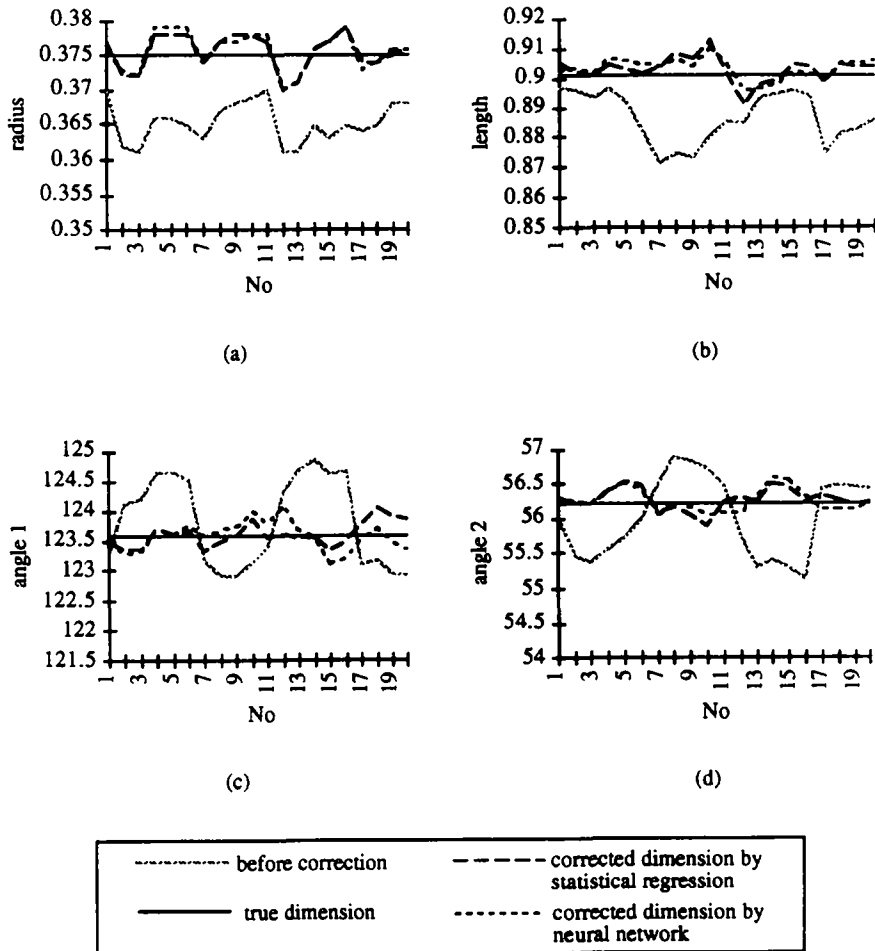 0.38
0.375
0.37
0.365
0.36
0.355
0.35
radius
1 3 5 7 9 11 13 15 17 19
No
(a)
0.92
0.91
0.9
0.89
0.88
0.87
0.86
0.85
length
1 3 5 7 9 11 13 15 17 19
No
(b)
125
124.5
124
123.5
123
122.5
122
121.5
angle 1
1 3 5 7 9 11 13 15 17 19
No
(c)
57
56.5
56
55.5
55
54.5
54
angle 2
1 3 5 7 9 11 13 15 17 19
No
(d)
before correction
corrected dimension by
statistical regression
true dimension
corrected dimension by
neural network